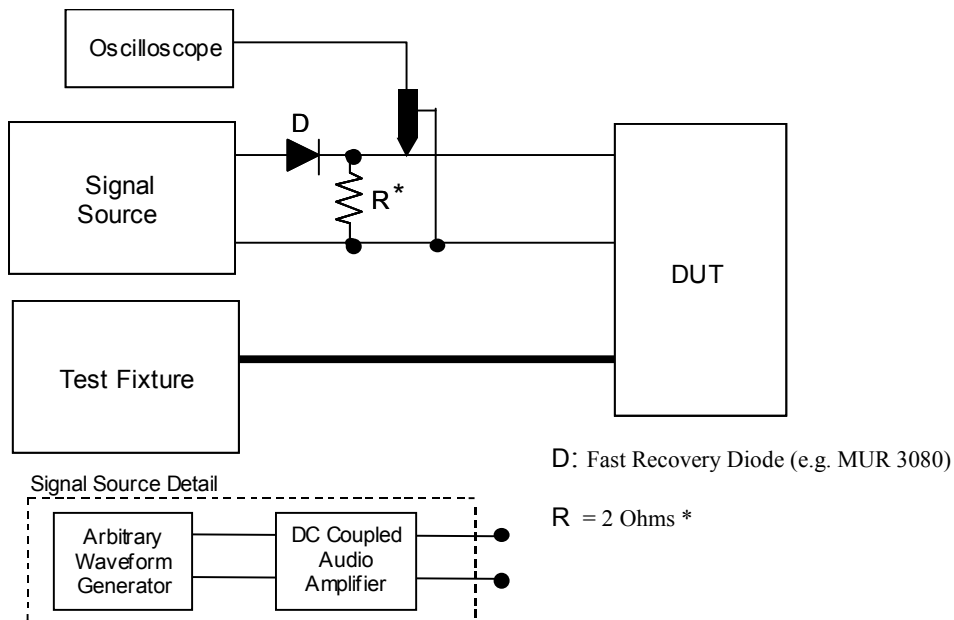 Oscilloscope
D
Signal
Source
R*
DUT
Test Fixture
D: Fast Recovery Diode (e.g. MUR 3080)
Signal Source Detail
R = 2 Ohms *
Arbitrary
Waveform
Generator
DC Coupled
Audio
Amplifier